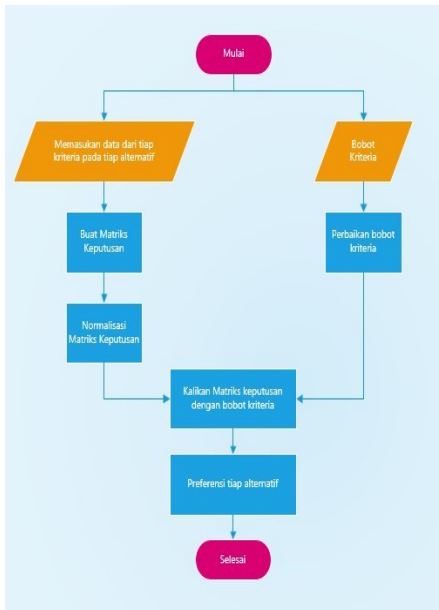 Mulai
Memasukan data dari tiap
kriteria pada tiap alternatif
Bobot
Kriteria
Buat Matriks
Keputusan
Perbaikan bobot
kriteria
Normalisasi
Matriks Keputusan
Kalikan Matriks keputusan
dengan bobot kriteria
Preferensi tiap alternatif
Selesai